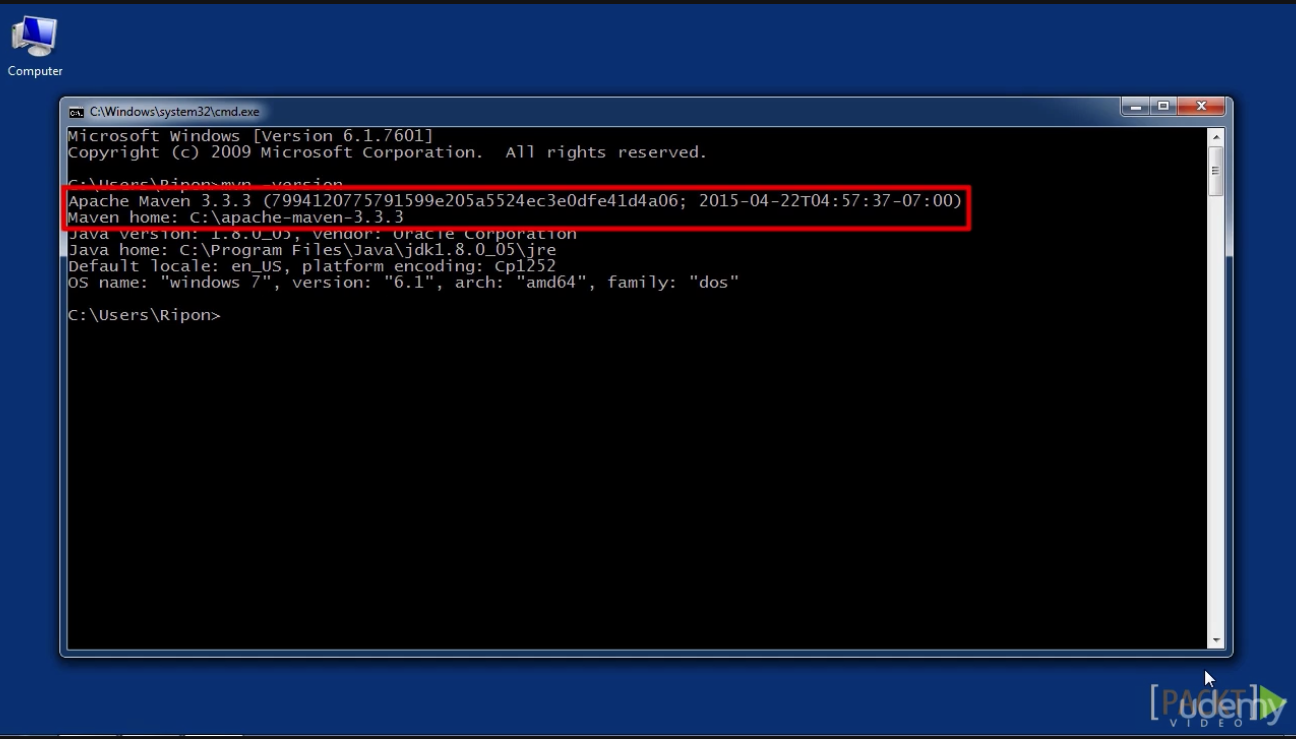 Computer
C:\Windows\system32\cmd.exe
Microsoft Windows [Version 6.1.7601]
Copyright (c) 2009 Microsoft Corporation.  All rights reserved.
C:\Users\Ripon>mvn -version
Apache Maven 3.3.3 (7994120775791599e205a5524ec3e0dfe41d4a06; 2015-04-22T04:57:37-07:00)
Maven home: C:\apache-maven-3.3.3
Java version: 1.8.0_05, vendor: Oracle Corporation
Java home: C:\Program Files\Java\jdk1.8.0_05\jre
Default locale: en_US, platform encoding: Cp1252
OS name: "windows 7", version: "6.1", arch: "amd64", family: "dos"
C:\Users\Ripon>
[PACKT]
udemy
VIDEO